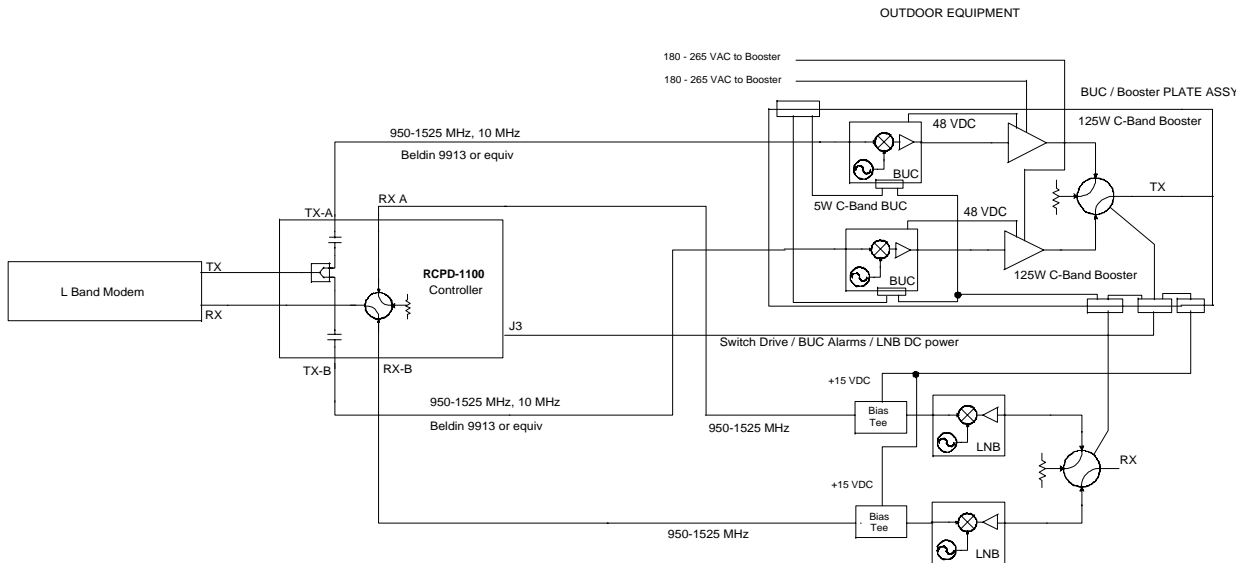 OUTDOOR EQUIPMENT
180 - 265 VAC to Booster
180 - 265 VAC to Booster
BUC / Booster PLATE ASSY
125W C-Band Booster
48 VDC
950-1525 MHz, 10 MHz
Beldin 9913 or equiv
BUC
5W C-Band BUC
TX
RX A
TX-A
48 VDC
125W C-Band Booster
BUC
RCPD-1100
Controller
TX
L Band Modem
RX
J3
Switch Drive / BUC Alarms / LNB DC power
TX-B
RX-B
950-1525 MHz, 10 MHz
Beldin 9913 or equiv
950-1525 MHz
+15 VDC
Bias
Tee
LNB
RX
+15 VDC
950-1525 MHz
Bias
Tee
LNB